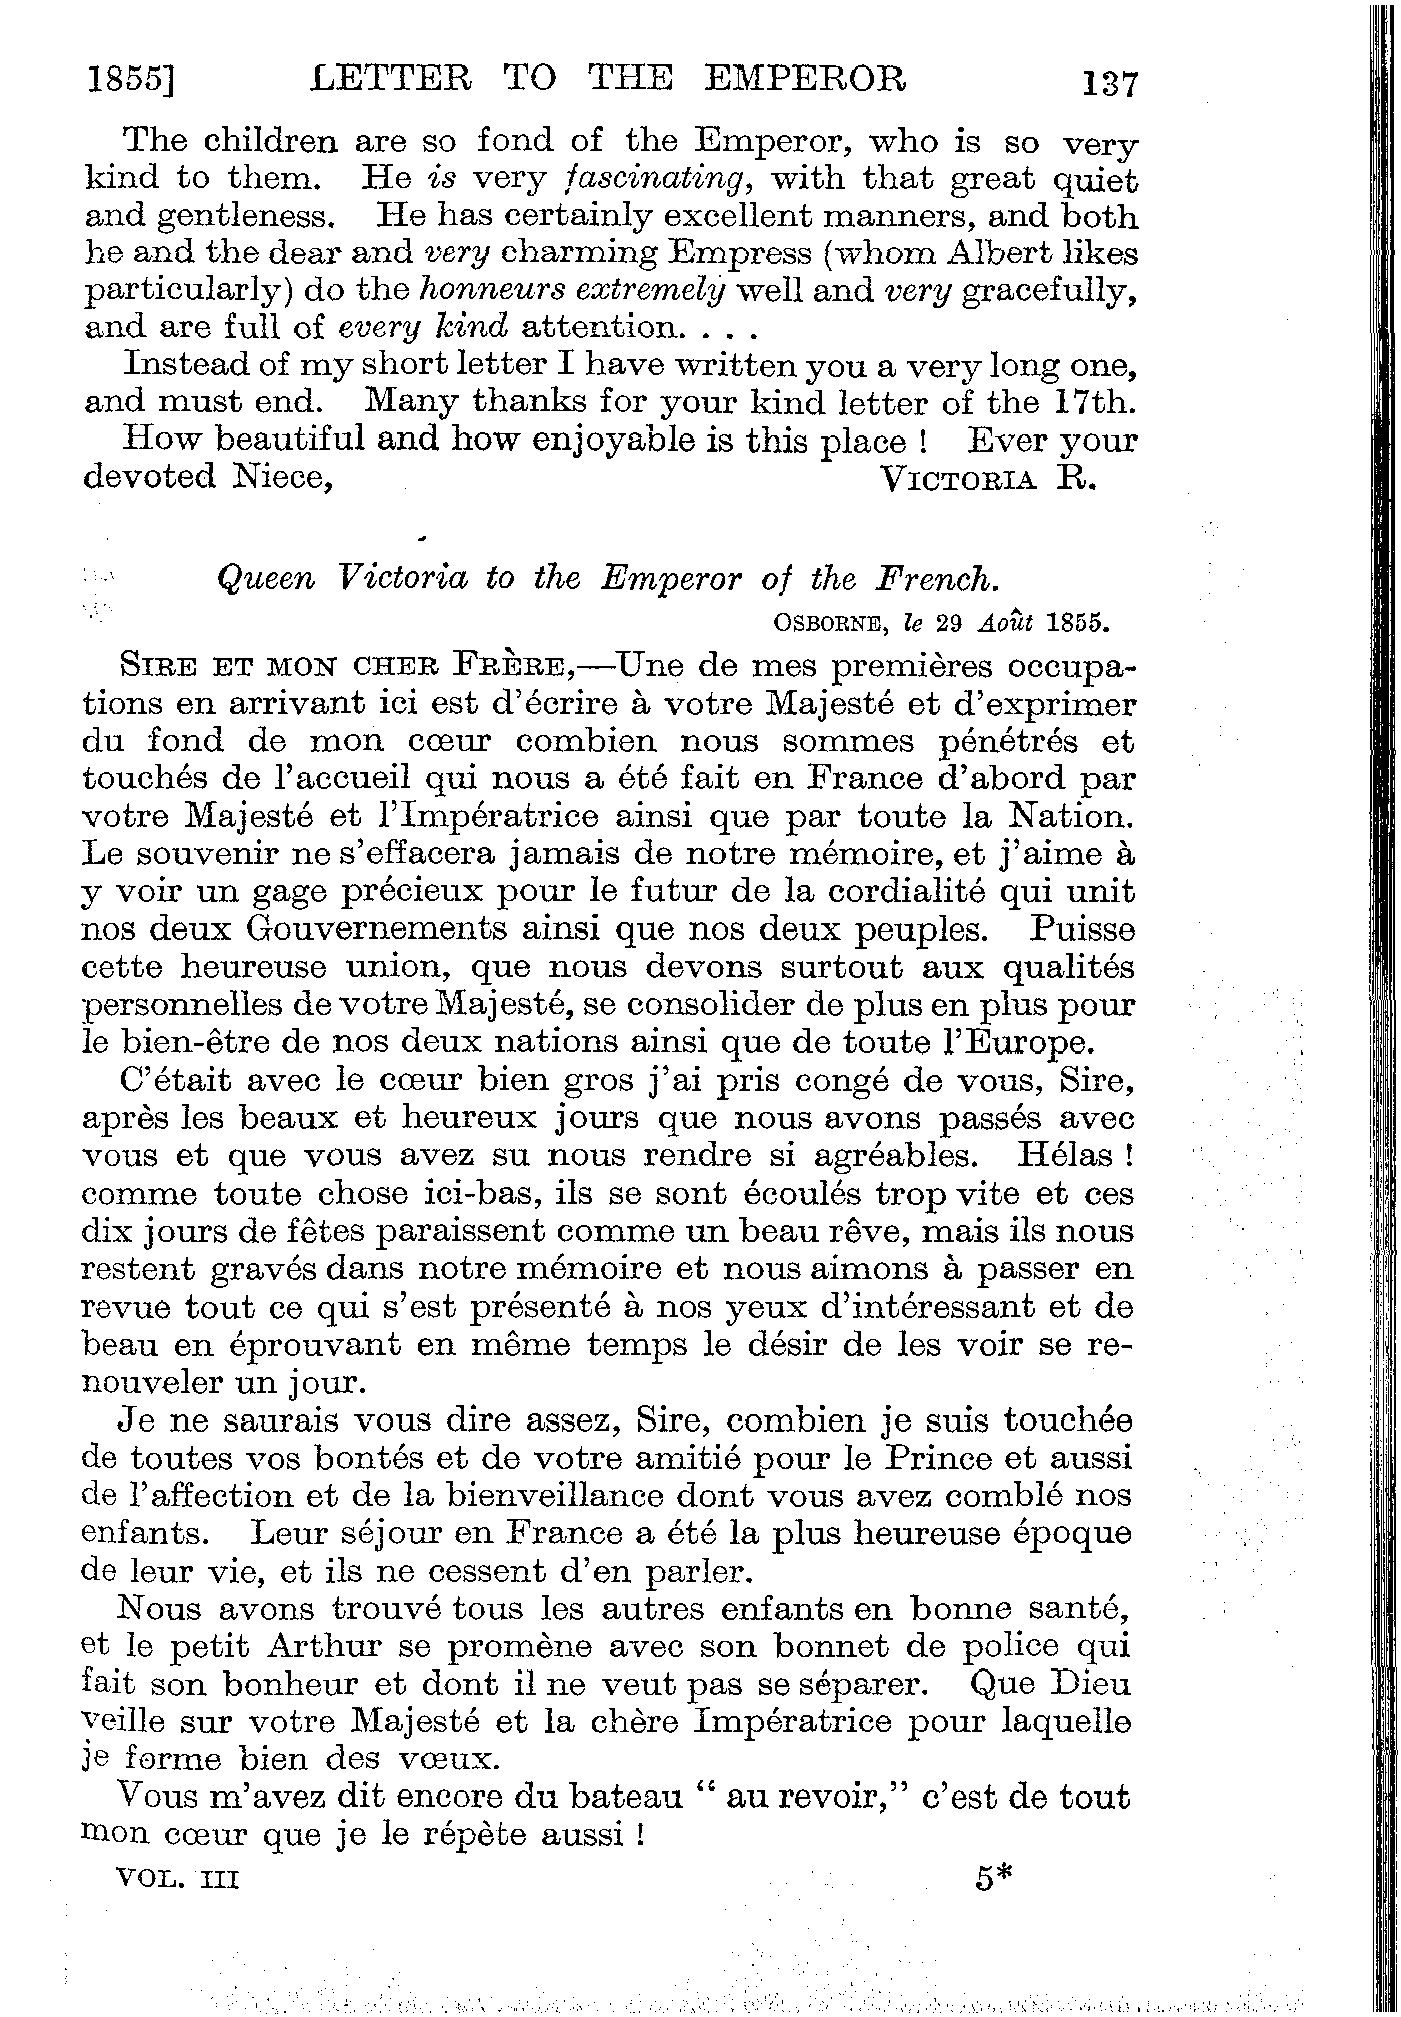 1855] LETTER TO THE EMPEROR 137
The children are so fond of the Emperor, who is so very
kind to them. He is very fascinating, with that great quiet
and gentleness. He has certainly excellent manners, and both
he and the dear and very charming Empress (whom Albert likes
particularly) do the honneurs extremely well and very gracefully,
and are full of every kind attention. . . .
Instead of my short letter I have written you a very long one,
and must end. Many thanks for your kind letter of the 17th.
How beautiful and how enjoyable is this place ! Ever your
devoted Niece, VICTORIA R.
Queen Victoria to the Emperor of the French.
OSBORNE, le 29 Août 1855.
SIRE ET MON CHER FRÈRE,—Une de mes premières occupa-
tions en arrivant ici est d'écrire à votre Majesté et d'exprimer
du fond de mon cœur combien nous sommes pénétrés et
touchés de l'accueil qui nous a été fait en France d'abord par
votre Majesté et l'Impératrice ainsi que par toute la Nation.
Le souvenir ne s'effacera jamais de notre mémoire, et j'aime à
y voir un gage précieux pour le futur de la cordialité qui unit
nos deux Gouvernements ainsi que nos deux peuples. Puisse
cette heureuse union, que nous devons surtout aux qualités
personnelles de votre Majesté, se consolider de plus en plus pour
le bien-être de nos deux nations ainsi que de toute l'Europe.
C'était avec le cœur bien gros j'ai pris congé de vous, Sire,
après les beaux et heureux jours que nous avons passés avec
vous et que vous avez su nous rendre si agréables. Hélas !
comme toute chose ici-bas, ils se sont écoulés trop vite et ces
dix jours de fêtes paraissent comme un beau rêve, mais ils nous
restent gravés dans notre mémoire et nous aimons à passer en
revue tout ce qui s'est présenté à nos yeux d'intéressant et de
beau en éprouvant en même temps le désir de les voir se re-
nouveler un jour.
Je ne saurais vous dire assez, Sire, combien je suis touchée
de toutes vos bontés et de votre amitié pour le Prince et aussi
de l'affection et de la bienveillance dont vous avez comblé nos
enfants. Leur séjour en France a été la plus heureuse époque
de leur vie, et ils ne cessent d'en parler.
Nous avons trouvé tous les autres enfants en bonne santé,
et le petit Arthur se promène avec son bonnet de police qui
fait son bonheur et dont il ne veut pas se séparer. Que Dieu
veille sur votre Majesté et la chère Impératrice pour laquelle
je forme bien des vœux.
Vous m'avez dit encore du bateau “ au revoir,” c'est de tout
mon cœur que je le répète aussi !
VOL. III 5*